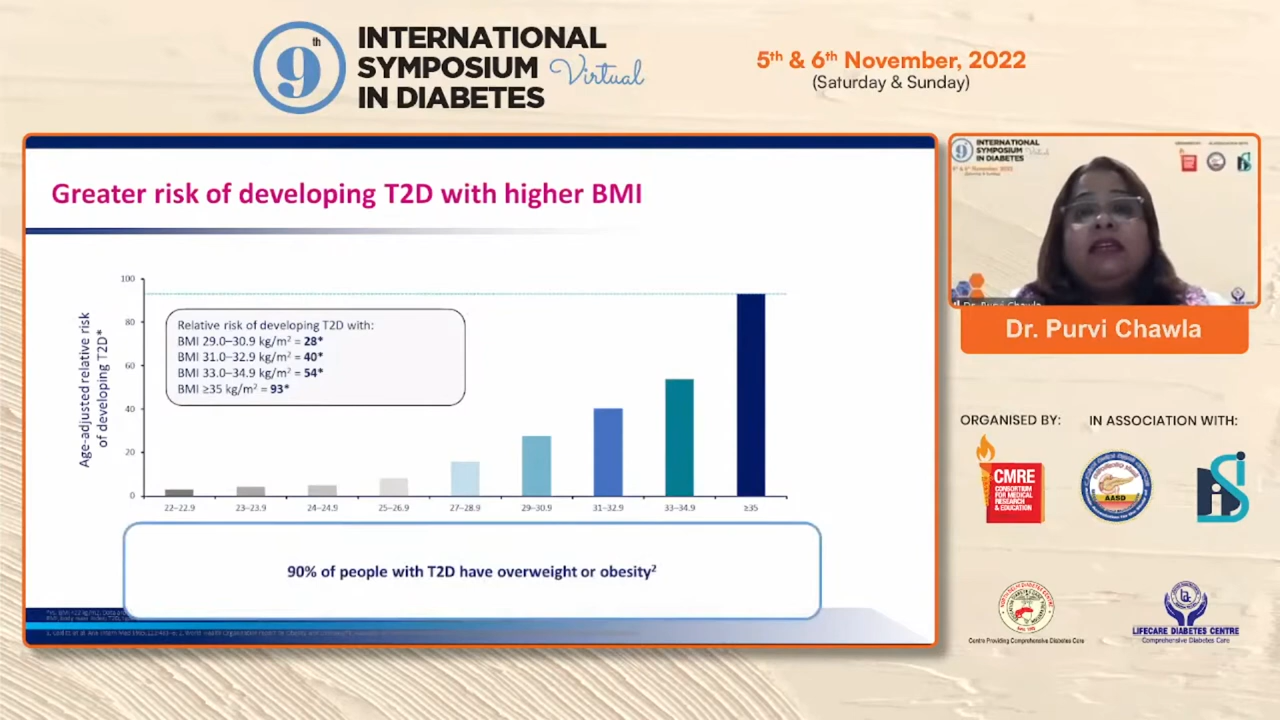 9th
INTERNATIONAL
SYMPOSIUM Virtual
IN DIABETES
5th & 6th November, 2022
(Saturday & Sunday)
Greater risk of developing T2D with higher BMI
Age-adjusted relative risk
of developing T2D*
100
80
60
40
20
0
Relative risk of developing T2D with:
BMI 29.0–30.9 kg/m² = 28*
BMI 31.0–32.9 kg/m² = 40*
BMI 33.0–34.9 kg/m² = 54*
BMI ≥35 kg/m² = 93*
22–22.9 23–23.9 24–24.9 25–26.9 27–28.9 29–30.9 31–32.9 33–34.9 ≥35
90% of people with T2D have overweight or obesity²
9th
INTERNATIONAL
SYMPOSIUM Virtual
IN DIABETES
Dr. Purvi Chawla
Dr. Purvi Chawla
ORGANISED BY: IN ASSOCIATION WITH:
CMRE
CONSORTIUM
FOR MEDICAL
RESEARCH
& EDUCATION
AASD
Centre Providing Comprehensive Diabetes Care
LIFECARE DIABETES CENTRE
Comprehensive Diabetes Care